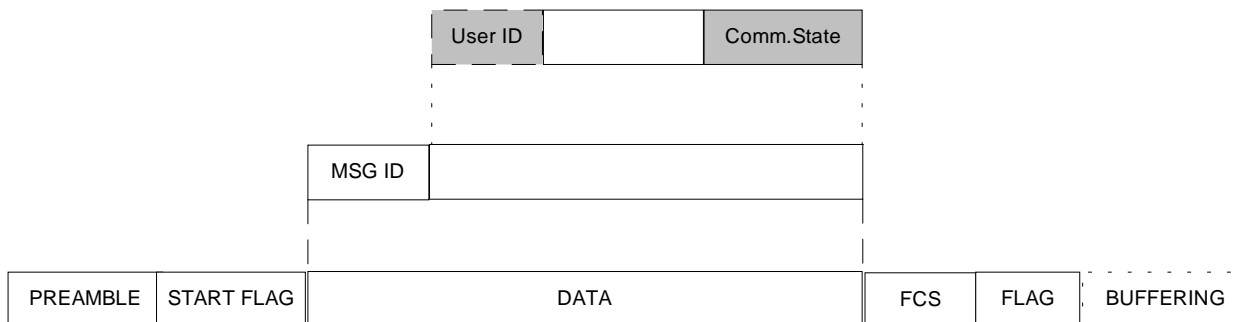 User ID Comm.State
MSG ID
PREAMBLE START FLAG DATA FCS FLAG BUFFERING